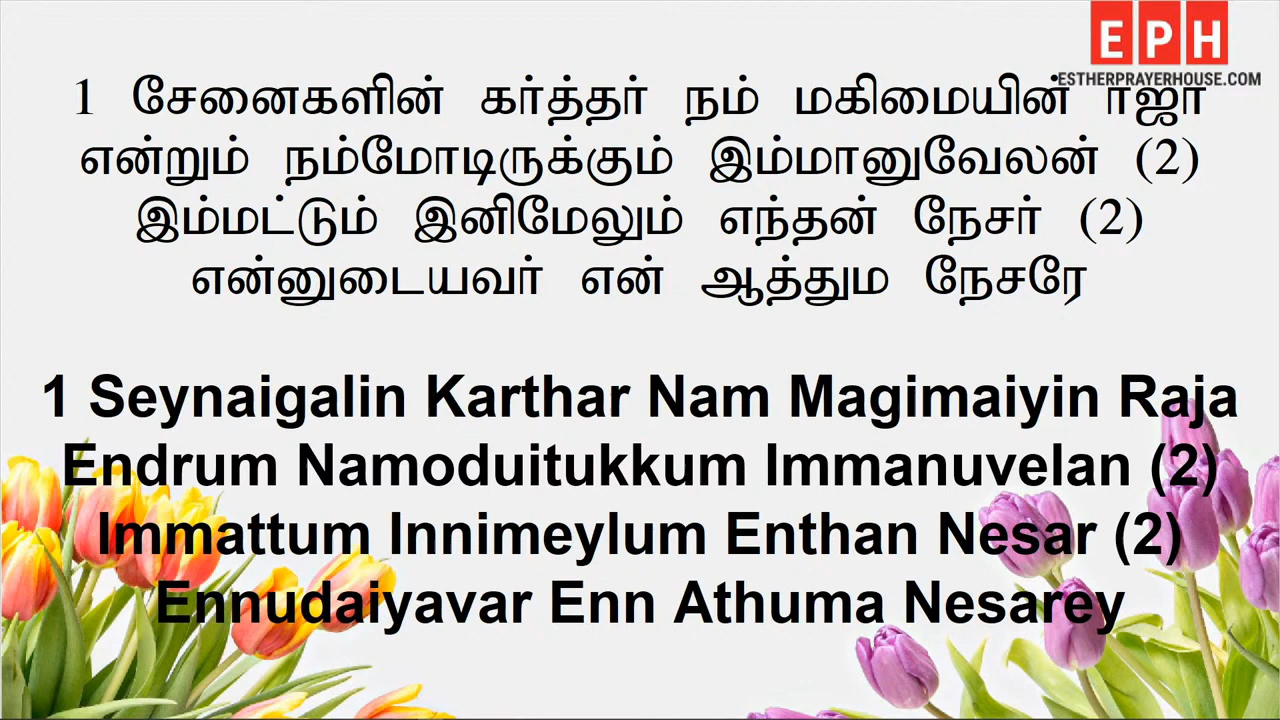 EPH
ESTHERPRAYERHOUSE.COM
1 சேனைகளின் கர்த்தர் நம் மகிமையின் ராஜா
என்றும் நம்மோடிருக்கும் இம்மானுவேலன் (2)
இம்மட்டும் இனிமேலும் எந்தன் நேசர் (2)
என்னுடையவர் என் ஆத்தும நேசரே
1 Seynaigalin Karthar Nam Magimaiyin Raja
Endrum Namoduitukkum Immanuvelan (2)
Immattum Innimeylum Enthan Nesar (2)
Ennudaiyavar Enn Athuma Nesarey